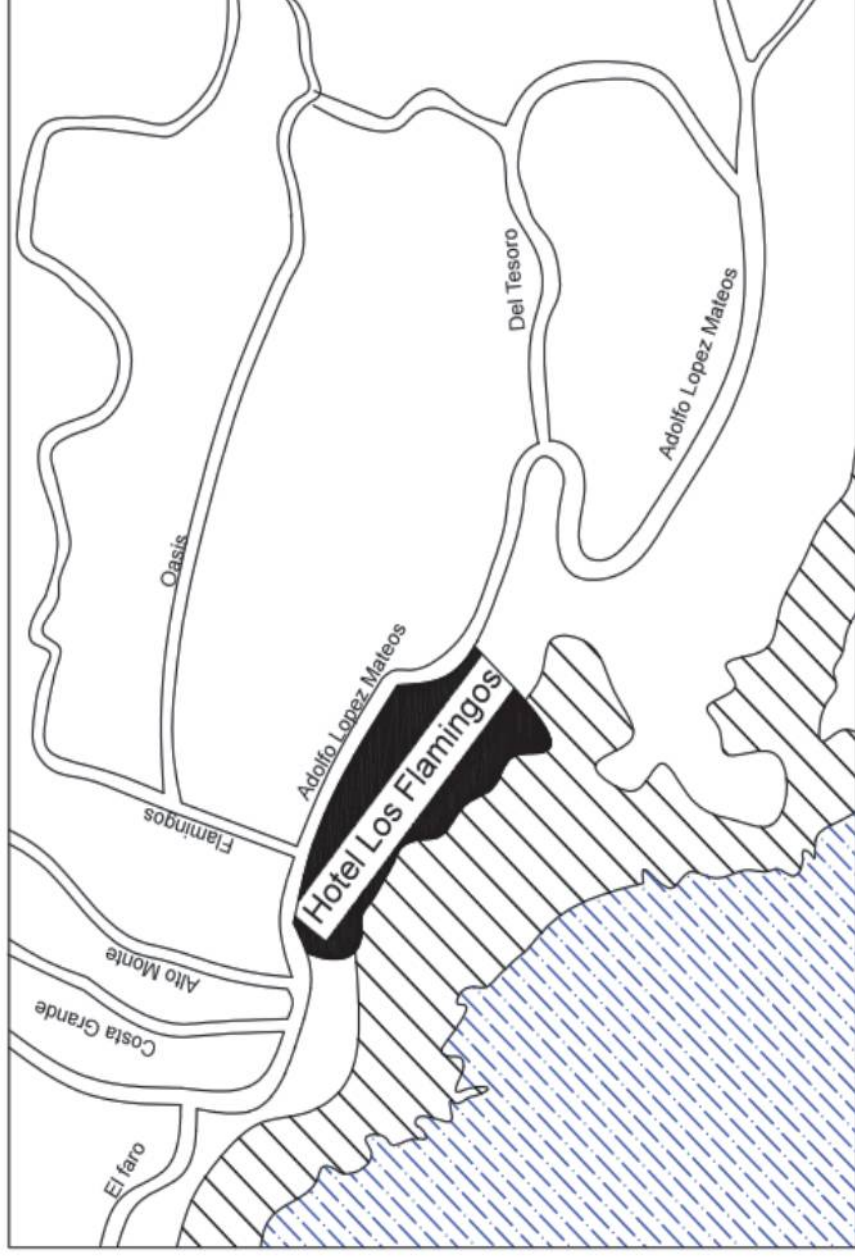 Del Tesoro
Adolfo Lopez Mateos
Oasis
Adolfo Lopez Mateos
Hotel Los Flamingos
Flamingos
Alto Monte
Costa Grande
El faro